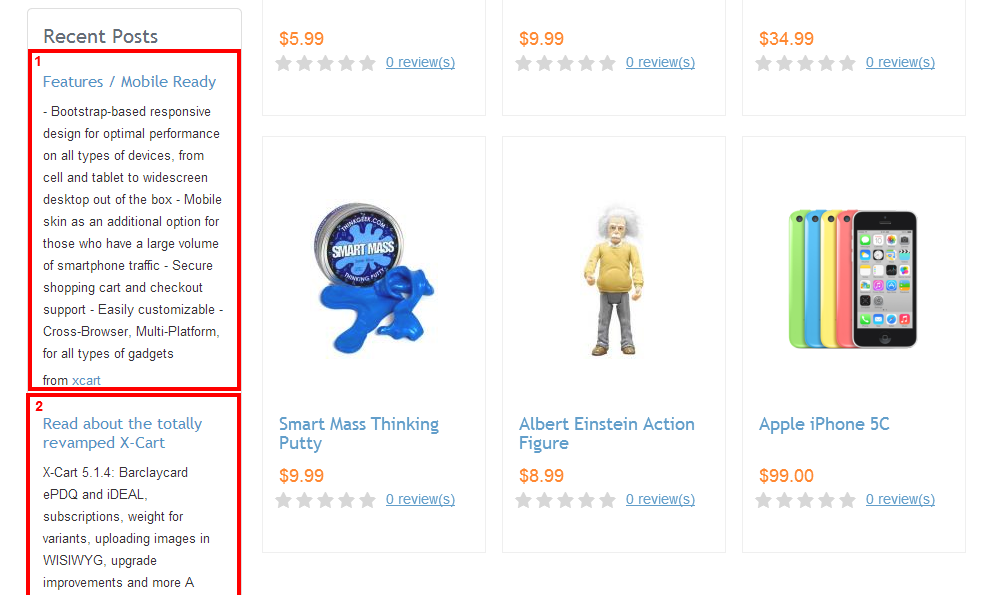 Recent Posts
1
Features / Mobile Ready
- Bootstrap-based responsive
design for optimal performance
on all types of devices, from
cell and tablet to widescreen
desktop out of the box - Mobile
skin as an additional option for
those who have a large volume
of smartphone traffic - Secure
shopping cart and checkout
support - Easily customizable -
Cross-Browser, Multi-Platform,
for all types of gadgets
from xcart
2
Read about the totally
revamped X-Cart
X-Cart 5.1.4: Barclaycard
ePDQ and iDEAL,
subscriptions, weight for
variants, uploading images in
WISIWYG, upgrade
improvements and more A
$5.99
0 review(s)
$9.99
0 review(s)
$34.99
0 review(s)
THINKGEEK.COM
SMART MASS
THINKING PUTTY
Smart Mass Thinking
Putty
$9.99
0 review(s)
Albert Einstein Action
Figure
$8.99
0 review(s)
Apple iPhone 5C
$99.00
0 review(s)